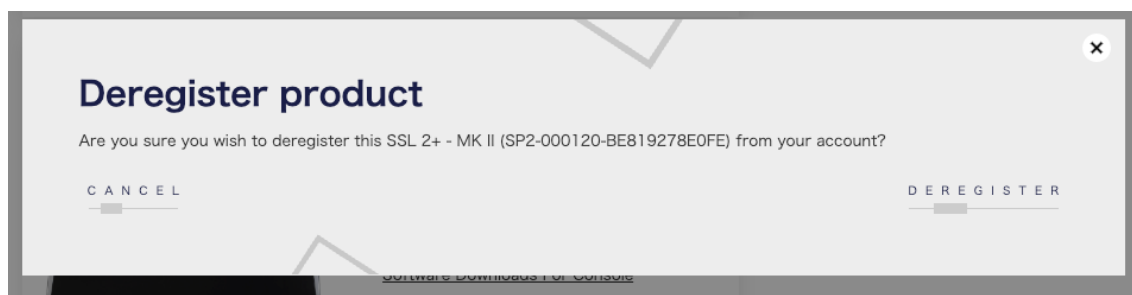 Deregister product
Are you sure you wish to deregister this SSL 2+ - MK II (SP2-000120-BE819278E0FE) from your account?
CANCEL
DEREGISTER
Software Downloads For Console